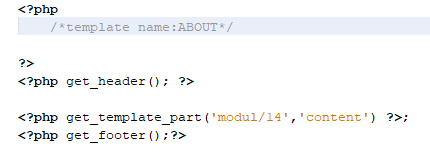 <?php
/*template name:ABOUT*/
?>
<?php get_header(); ?>
<?php get_template_part('modul/14','content') ?>;
<?php get_footer();?>